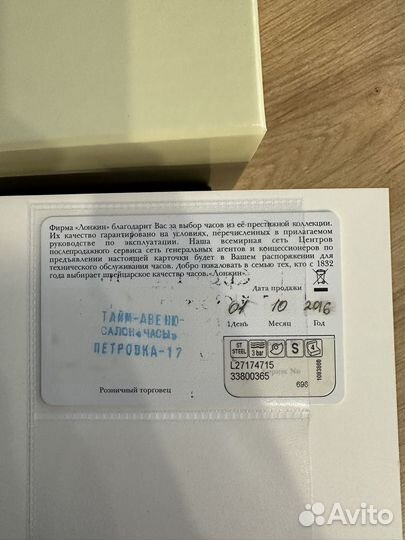 Фирма «Лонжин» благодарит Вас за выбор часов из её престижной коллекции.
Их качество гарантировано на условиях, перечисленных в прилагаемом
руководстве по эксплуатации. Наша всемирная сеть Центров
послепродажного сервиса сеть генеральных агентов и концессионеров по
предъявлении настоящей карточки будет в Вашем распоряжении для
технического обслуживания часов. Добро пожаловать в семью тех, кто с 1832
года выбирает швейцарское качество часов «Лонжин».
Дата продажи
07 10 2016
День Месяц Год
ТАЙМ-АВЕНЮ-
САЛОН «ЧАСЫ»
ПЕТРОВКА-17
ST
STEEL
3 bar
S
4
L27174715
33800365
No
696
Розничный торговец
Avito